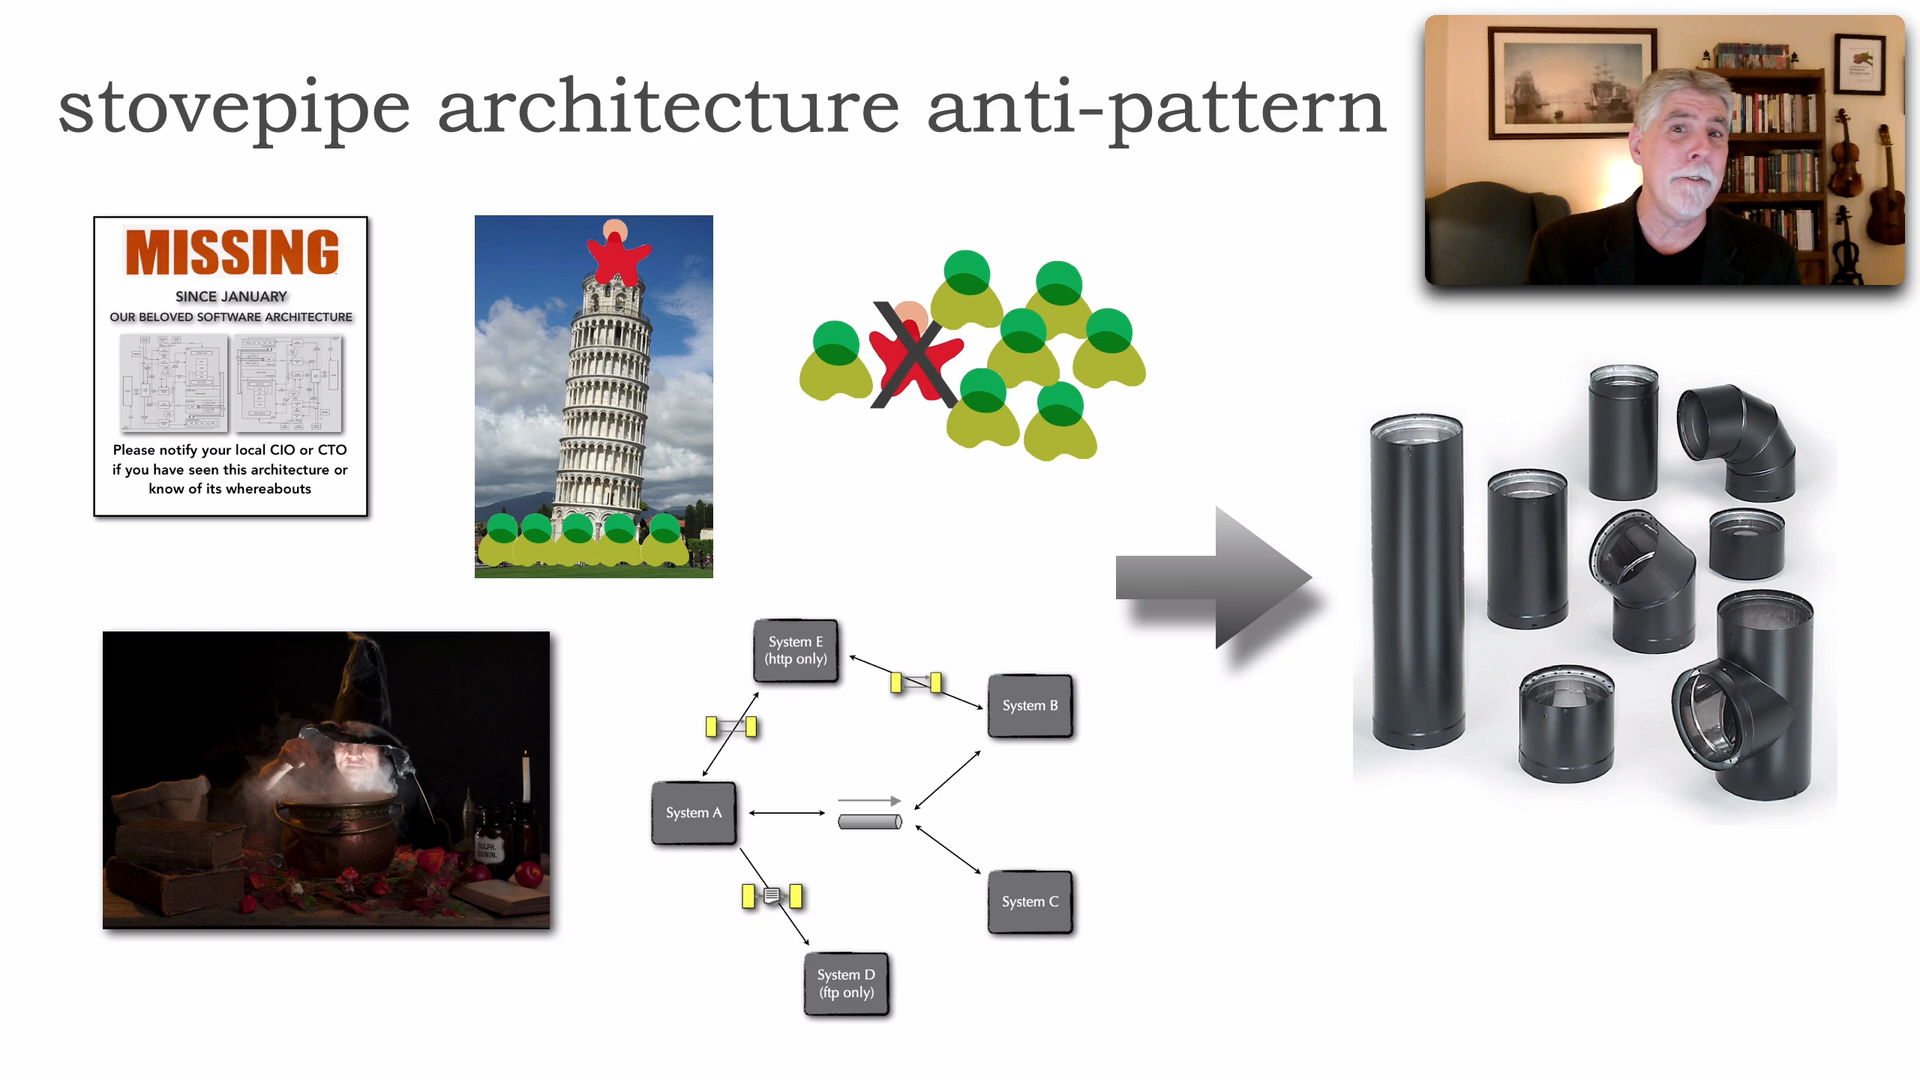 stovepipe architecture anti-pattern
MISSING
SINCE JANUARY
OUR BELOVED SOFTWARE ARCHITECTURE
Please notify your local CIO or CTO
if you have seen this architecture or
know of its whereabouts
System E
(http only)
System B
System A
System C
System D
(ftp only)